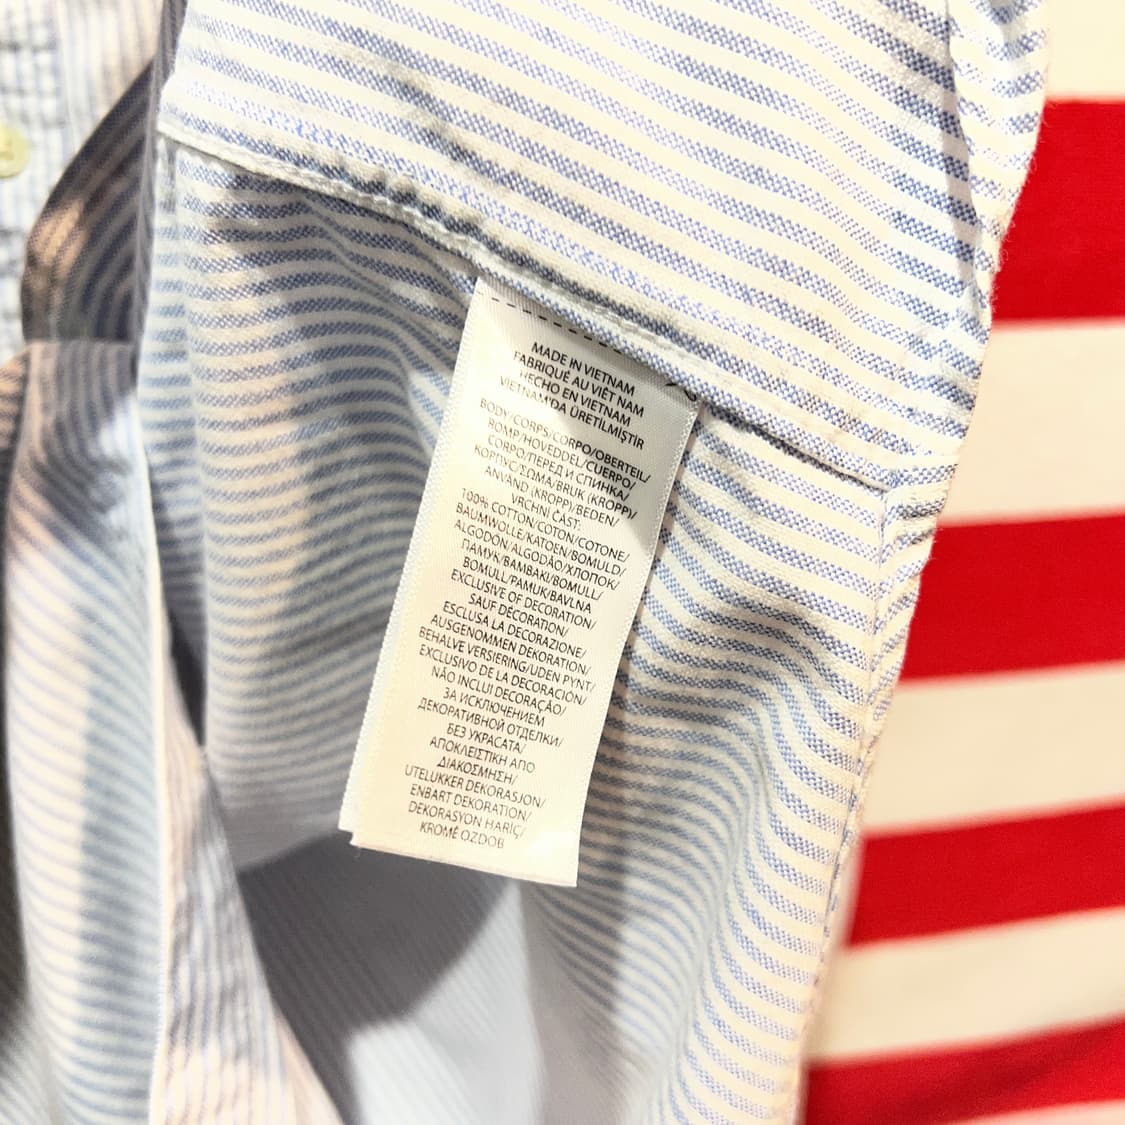 MADE IN VIETNAM
FABRIQUÉ AU VIÊT NAM
HECHO EN VIETNAM
VIETNAM'DA ÜRETİLMİŞTİR
BODY/CORPS/CORPO/OBERTEIL/
ROMP/HOVEDDEL/CUERPO/
CORPO/ПЕРЕД И СПИНКА/
КОРПУС/ΣΩΜΑ/BRUK (KROPP)/
ANVÄND (KROPP)/BEDEN/
VRCHNÍ ČÁST:
100% COTTON/COTON/COTONE/
BAUMWOLLE/KATOEN/BOMULD/
ALGODÓN/ALGODÃO/ХЛОПОК/
ПАМУК/ΒΑΜΒΑΚΙ/BOMULL/
BOMULL/PAMUK/BAVLNA
EXCLUSIVE OF DECORATION/
SAUF DÉCORATION/
ESCLUSA LA DECORAZIONE/
AUSGENOMMEN DEKORATION/
BEHALVE VERSIERING/UDEN PYNT/
EXCLUSIVO DE LA DECORACIÓN/
NÃO INCLUI DECORAÇÃO/
ЗА ИСКЛЮЧЕНИЕМ
ДЕКОРАТИВНОЙ ОТДЕЛКИ/
БЕЗ УКРАСАТА/
ΑΠΟΚΛΕΙΣΤΙΚΗ ΑΠΟ
ΔΙΑΚΟΣΜΗΣΗ/
UTELUKKER DEKORASJON/
ENBART DEKORATION/
DEKORASYON HARİÇ/
KROMĚ OZDOB